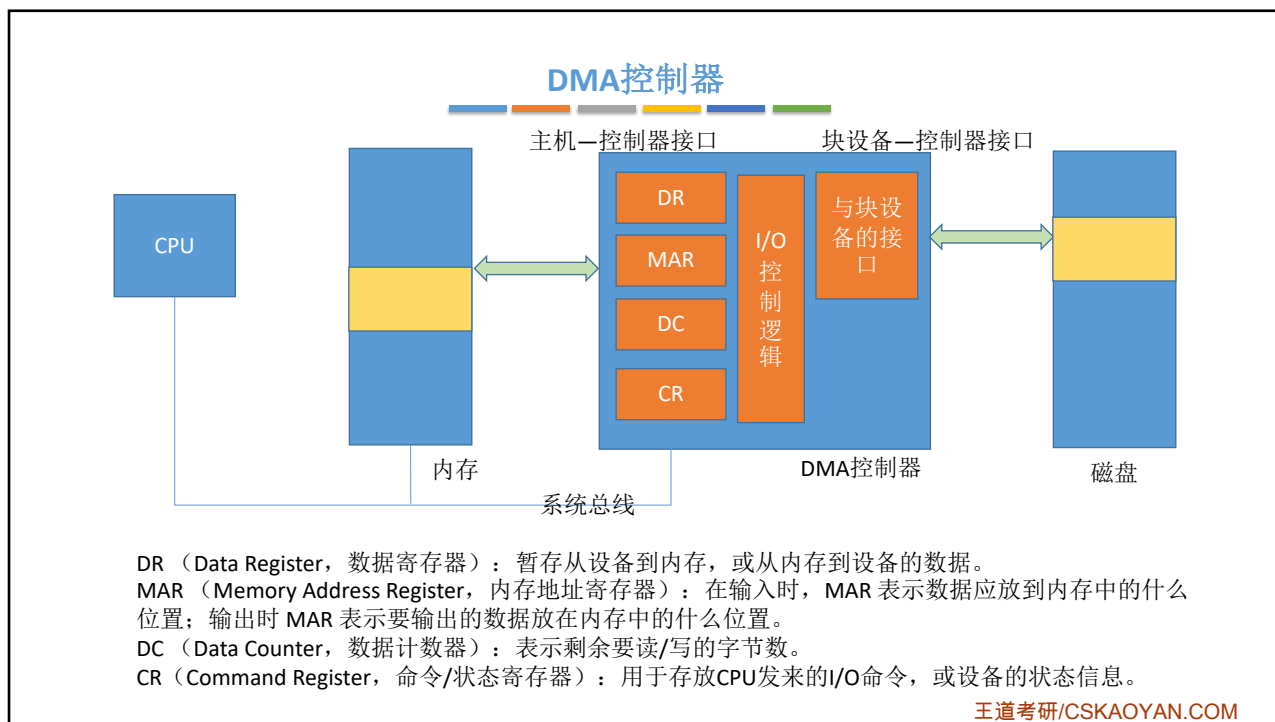 DMA控制器
主机—控制器接口
块设备—控制器接口
CPU
DR
MAR
DC
CR
I/O
控
制
逻
辑
与块设
备的接
口
内存
DMA控制器
磁盘
系统总线
DR （Data Register，数据寄存器）：暂存从设备到内存，或从内存到设备的数据。
MAR （Memory Address Register，内存地址寄存器）：在输入时，MAR 表示数据应放到内存中的什么
位置；输出时 MAR 表示要输出的数据放在内存中的什么位置。
DC （Data Counter，数据计数器）：表示剩余要读/写的字节数。
CR（Command Register，命令/状态寄存器）：用于存放CPU发来的I/O命令，或设备的状态信息。
王道考研/CSKAOYAN.COM